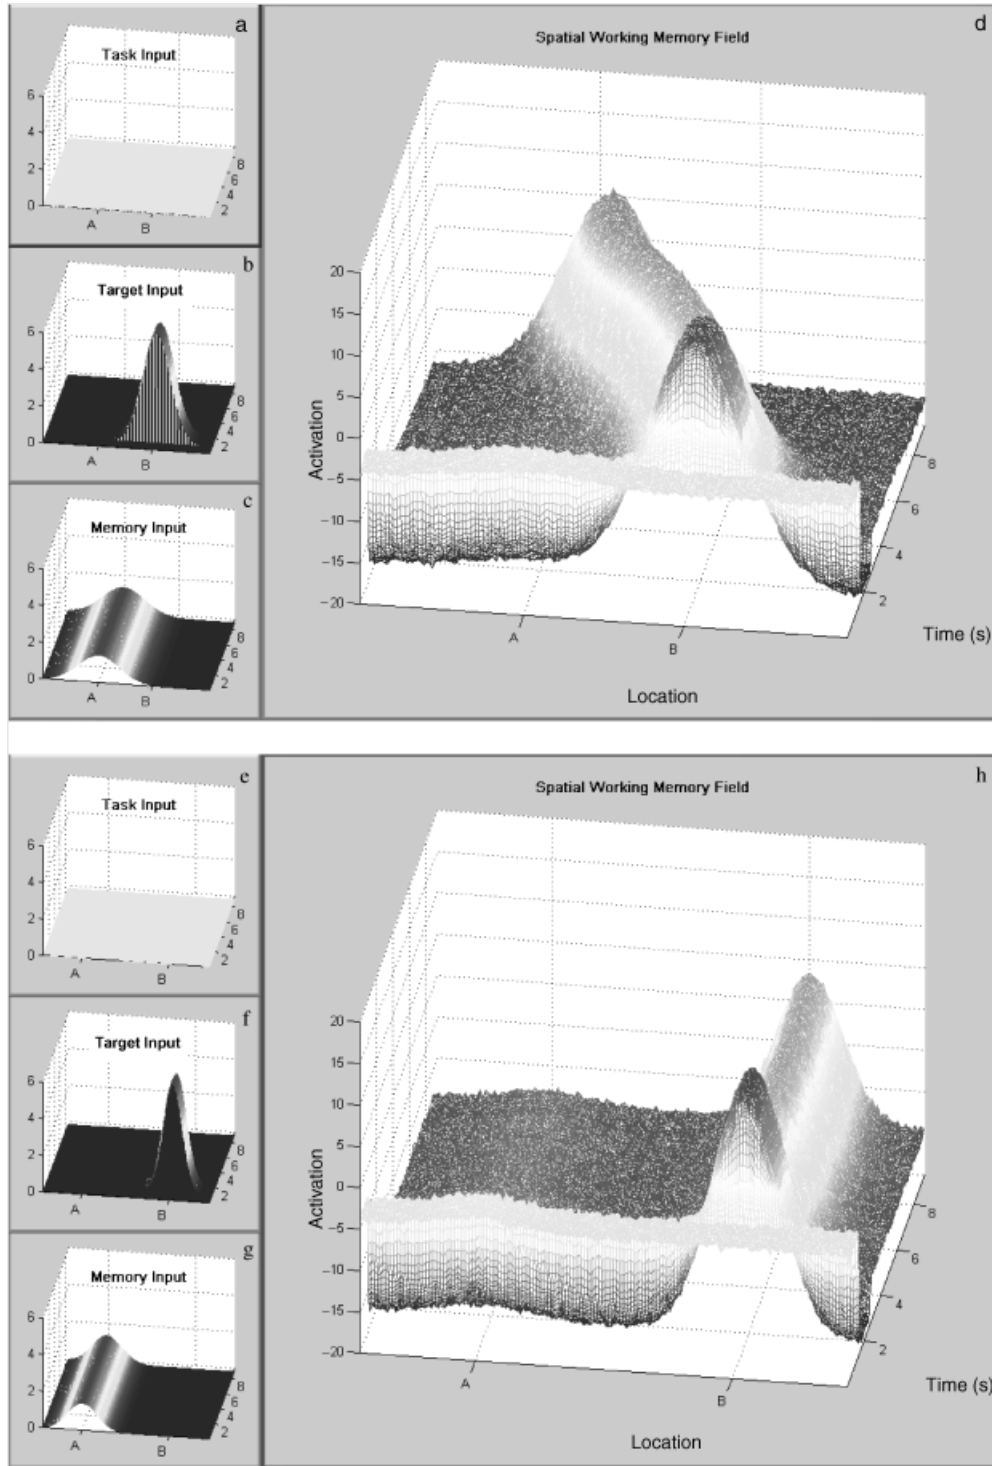 a
Task Input
6
4
2
0
A
B
2
4
6
8
b
Target Input
6
4
2
0
A
B
2
4
6
8
c
Memory Input
6
4
2
0
A
B
2
4
6
8
d
Spatial Working Memory Field
Activation
20
15
10
5
0
−5
−10
−15
−20
A
B
Location
2
4
6
8
Time (s)
e
Task Input
6
4
2
0
A
B
2
4
6
8
f
Target Input
6
4
2
0
A
B
2
4
6
8
g
Memory Input
6
4
2
0
A
B
2
4
6
8
h
Spatial Working Memory Field
Activation
20
15
10
5
0
−5
−10
−15
−20
A
B
Location
2
4
6
8
Time (s)